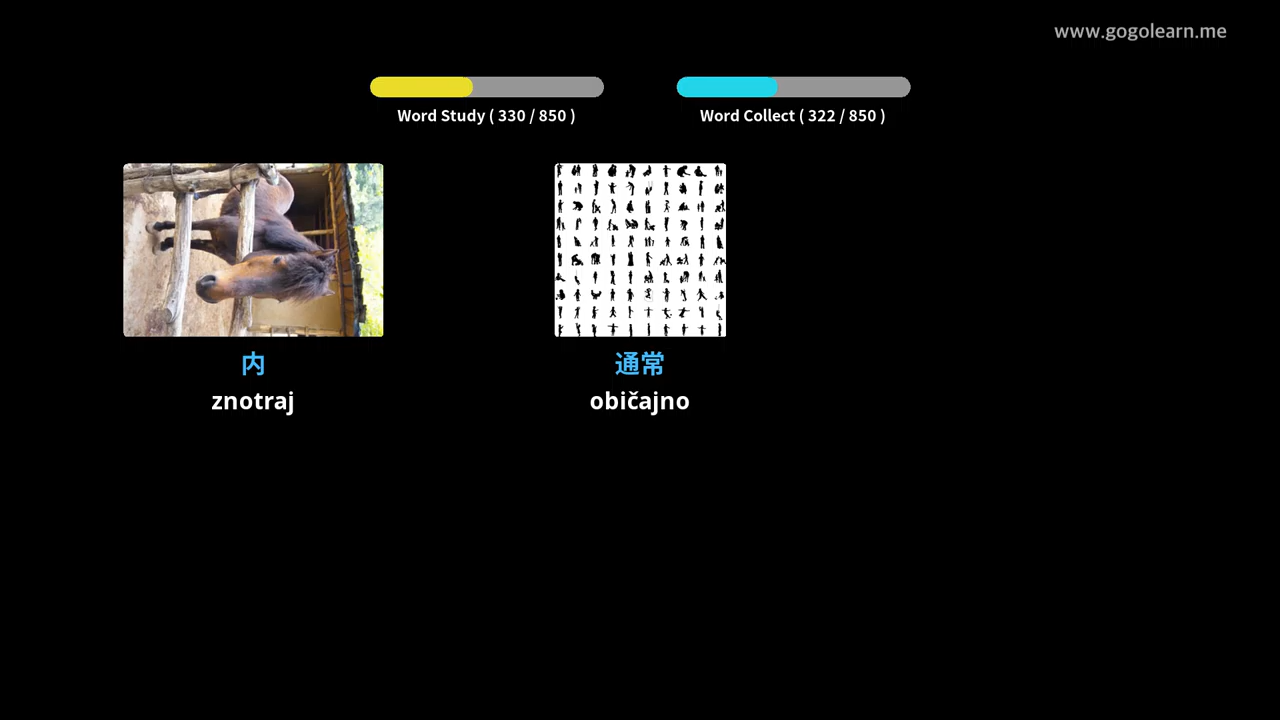 www.gogolearn.me
Word Study ( 330 / 850 )
Word Collect ( 322 / 850 )
内
znotraj
通常
običajno